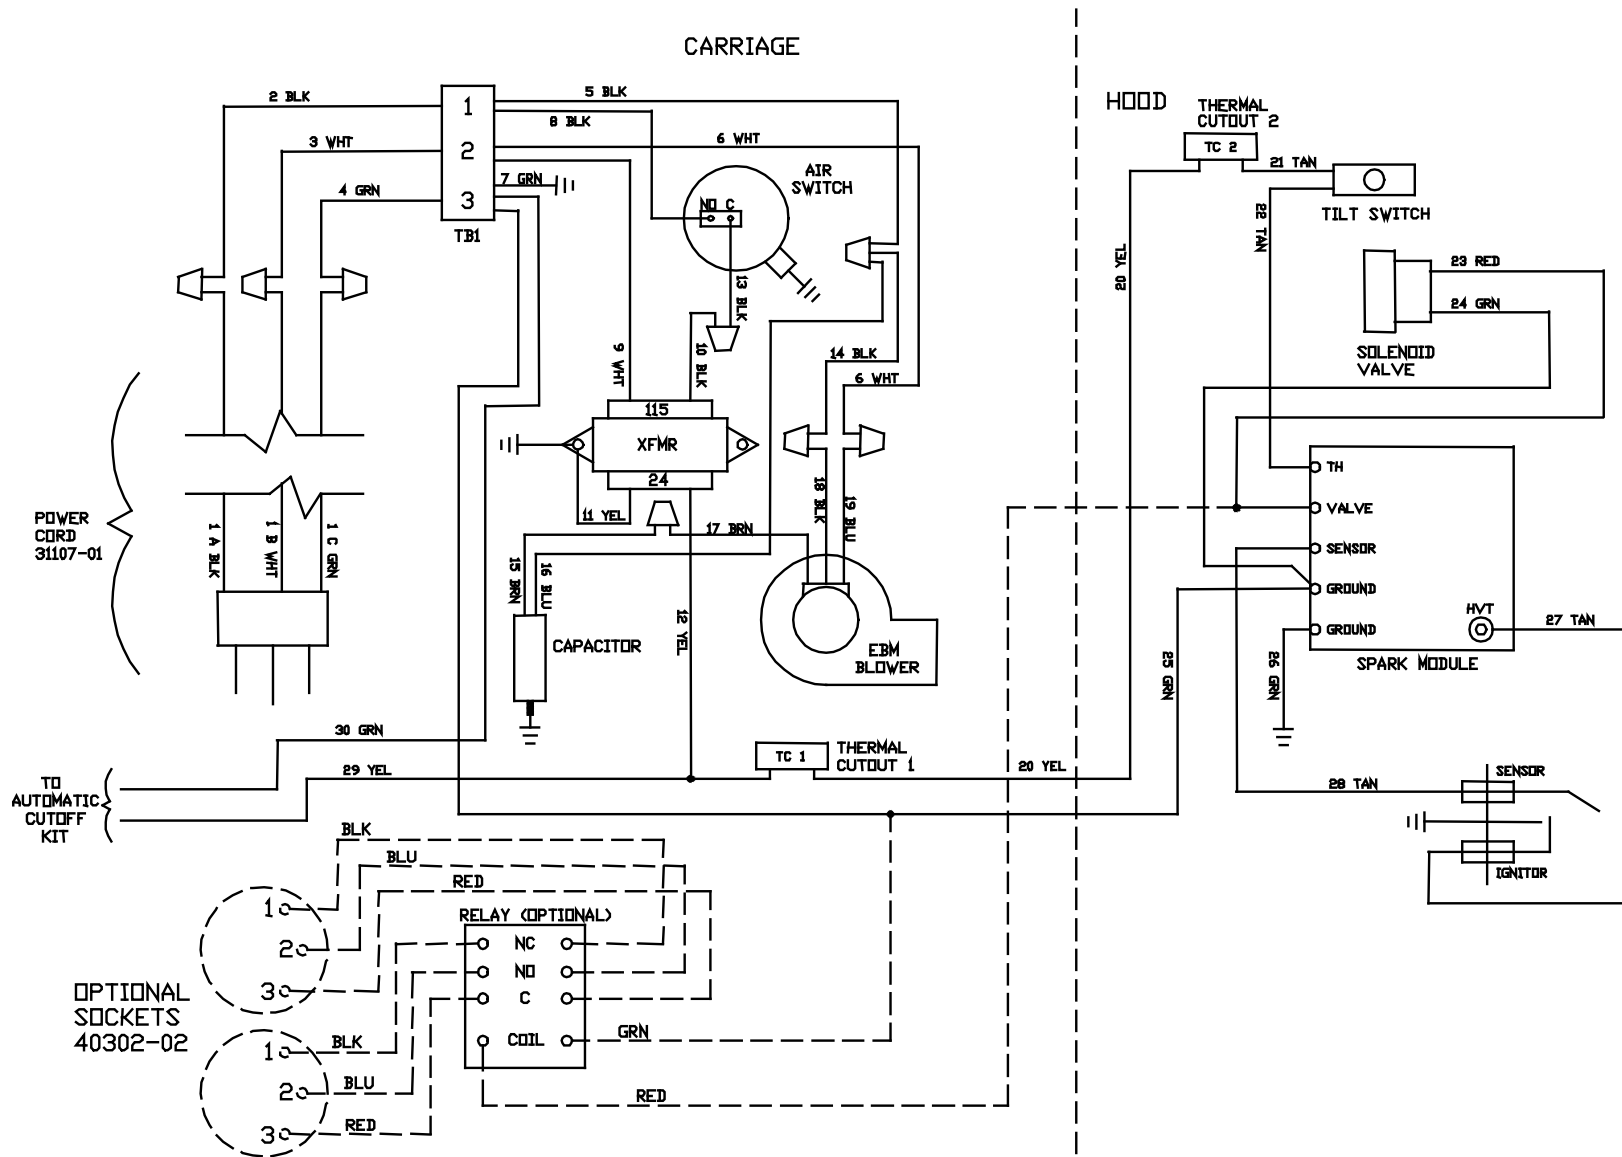 CARRIAGE
HOOD
THERMAL
CUTOUT 2
TC 2
21 TAN
TILT SWITCH
22 TAN
20 YEL
23 RED
24 GRN
SOLENOID
VALVE
2 BLK
3 WHT
4 GRN
1
2
3
TB1
5 BLK
8 BLK
6 WHT
7 GRN
AIR
SWITCH
NO C
13 BLK
9 WHT
10 BLK
14 BLK
6 WHT
115
XFMR
24
11 YEL
17 BRN
18 BLK
19 BLU
15 BRN
16 BLU
12 YEL
CAPACITOR
EBM
BLOWER
POWER
CORD
31107-01
1 A BLK
1 B WHT
1 C GRN
TH
VALVE
SENSOR
GROUND
GROUND
HVT
27 TAN
SPARK MODULE
25 GRN
26 GRN
30 GRN
29 YEL
TO
AUTOMATIC
CUTOFF
KIT
TC 1
THERMAL
CUTOUT 1
20 YEL
28 TAN
SENSOR
IGNITOR
BLK
BLU
RED
RELAY (OPTIONAL)
NC
NO
C
COIL
1
2
3
OPTIONAL
SOCKETS
40302-02
1
2
3
BLK
BLU
RED
GRN
RED